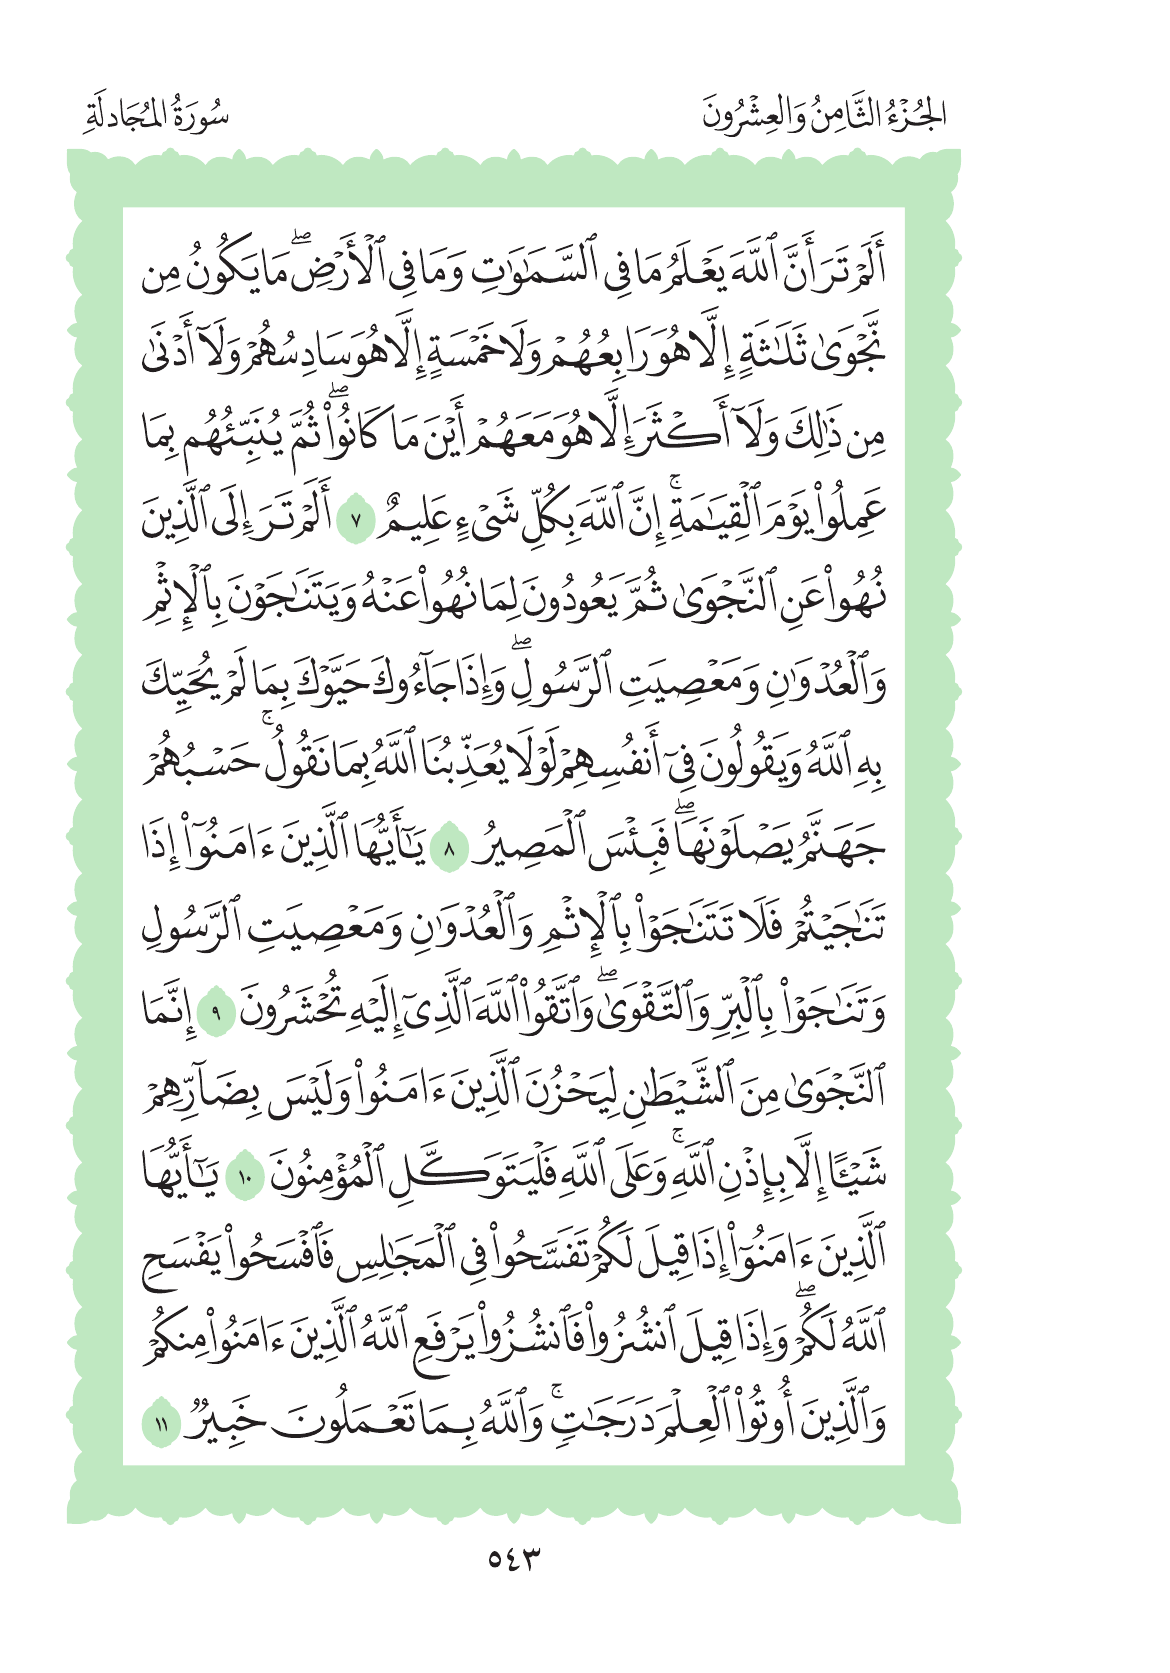 الجُزْءُ الثَّامِنُ وَالعِشْرُونَ
سُورَةُ المُجَادلَةِ
أَلَمْ تَرَ أَنَّ ٱللَّهَ يَعْلَمُ مَا فِى ٱلسَّمَٰوَٰتِ وَمَا فِى ٱلْأَرْضِۖ مَا يَكُونُ مِن
نَّجْوَىٰ ثَلَٰثَةٍ إِلَّا هُوَ رَابِعُهُمْ وَلَا خَمْسَةٍ إِلَّا هُوَ سَادِسُهُمْ وَلَآ أَدْنَىٰ
مِن ذَٰلِكَ وَلَآ أَكْثَرَ إِلَّا هُوَ مَعَهُمْ أَيْنَ مَا كَانُوا۟ۖ ثُمَّ يُنَبِّئُهُم بِمَا
عَمِلُوا۟ يَوْمَ ٱلْقِيَٰمَةِۚ إِنَّ ٱللَّهَ بِكُلِّ شَىْءٍ عَلِيمٌ ٧ أَلَمْ تَرَ إِلَى ٱلَّذِينَ
نُهُوا۟ عَنِ ٱلنَّجْوَىٰ ثُمَّ يَعُودُونَ لِمَا نُهُوا۟ عَنْهُ وَيَتَنَٰجَوْنَ بِٱلْإِثْمِ
وَٱلْعُدْوَٰنِ وَمَعْصِيَتِ ٱلرَّسُولِۖ وَإِذَا جَآءُوكَ حَيَّوْكَ بِمَا لَمْ يُحَيِّكَ
بِهِ ٱللَّهُ وَيَقُولُونَ فِىٓ أَنفُسِهِمْ لَوْلَا يُعَذِّبُنَا ٱللَّهُ بِمَا نَقُولُۚ حَسْبُهُمْ
جَهَنَّمُ يَصْلَوْنَهَاۖ فَبِئْسَ ٱلْمَصِيرُ ٨ يَٰٓأَيُّهَا ٱلَّذِينَ ءَامَنُوٓا۟ إِذَا
تَنَٰجَيْتُمْ فَلَا تَتَنَٰجَوْا۟ بِٱلْإِثْمِ وَٱلْعُدْوَٰنِ وَمَعْصِيَتِ ٱلرَّسُولِ
وَتَنَٰجَوْا۟ بِٱلْبِرِّ وَٱلتَّقْوَىٰۖ وَٱتَّقُوا۟ ٱللَّهَ ٱلَّذِىٓ إِلَيْهِ تُحْشَرُونَ ٩ إِنَّمَا
ٱلنَّجْوَىٰ مِنَ ٱلشَّيْطَٰنِ لِيَحْزُنَ ٱلَّذِينَ ءَامَنُوا۟ وَلَيْسَ بِضَآرِّهِمْ
شَيْـًٔا إِلَّا بِإِذْنِ ٱللَّهِۚ وَعَلَى ٱللَّهِ فَلْيَتَوَكَّلِ ٱلْمُؤْمِنُونَ ١٠ يَٰٓأَيُّهَا
ٱلَّذِينَ ءَامَنُوٓا۟ إِذَا قِيلَ لَكُمْ تَفَسَّحُوا۟ فِى ٱلْمَجَٰلِسِ فَٱفْسَحُوا۟ يَفْسَحِ
ٱللَّهُ لَكُمْۖ وَإِذَا قِيلَ ٱنشُزُوا۟ فَٱنشُزُوا۟ يَرْفَعِ ٱللَّهُ ٱلَّذِينَ ءَامَنُوا۟ مِنكُمْ
وَٱلَّذِينَ أُوتُوا۟ ٱلْعِلْمَ دَرَجَٰتٍۚ وَٱللَّهُ بِمَا تَعْمَلُونَ خَبِيرٌ ١١
٥٤٣